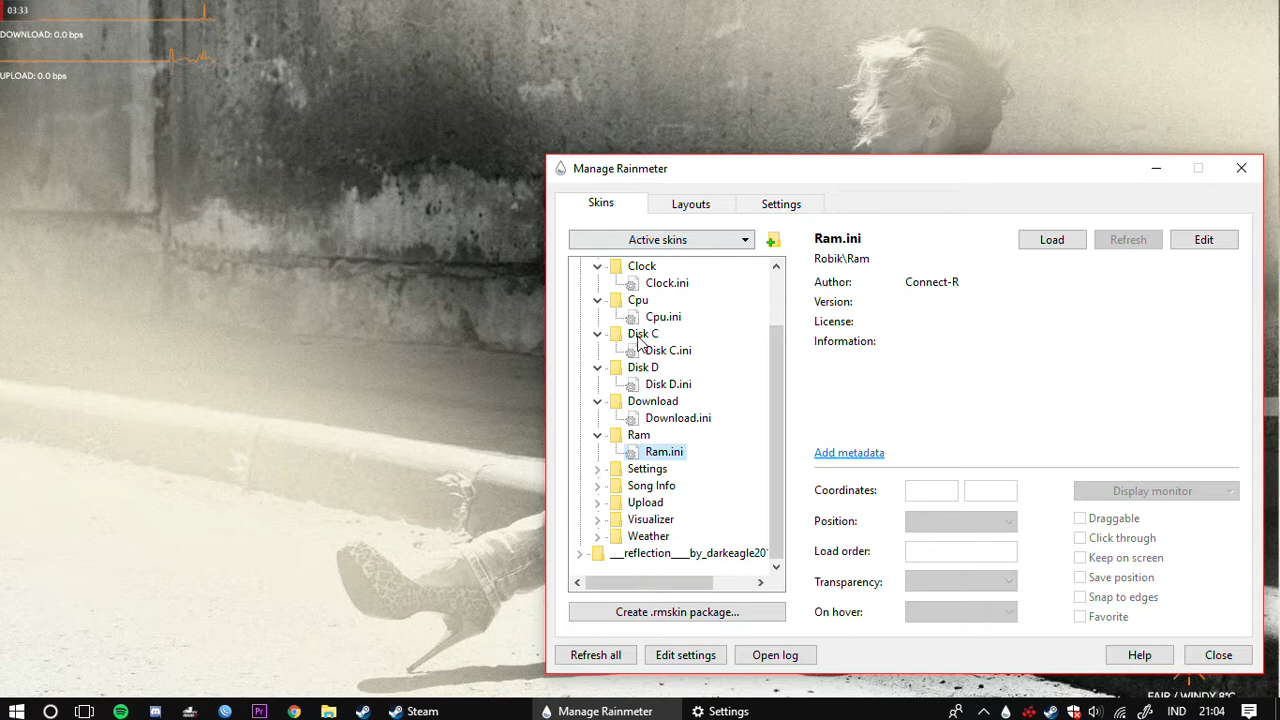 03:33
DOWNLOAD: 0.0 bps
UPLOAD: 0.0 bps
Manage Rainmeter
Skins
Layouts
Settings
Active skins
Clock
Clock.ini
Cpu
Cpu.ini
Disk C
Disk C.ini
Disk D
Disk D.ini
Download
Download.ini
Ram
Ram.ini
Settings
Song Info
Upload
Visualizer
Weather
__reflection___by_darkeagle20
Create .rmskin package...
Ram.ini
Load
Refresh
Edit
Robik\Ram
Author: Connect-R
Version:
License:
Information:
Add metadata
Coordinates:
Display monitor
Position:
Draggable
Click through
Load order:
Keep on screen
Transparency:
Save position
Snap to edges
On hover:
Favorite
Refresh all
Edit settings
Open log
Help
Close
FAIR / WINDY 8°C
Steam
Manage Rainmeter
Settings
IND
21:04